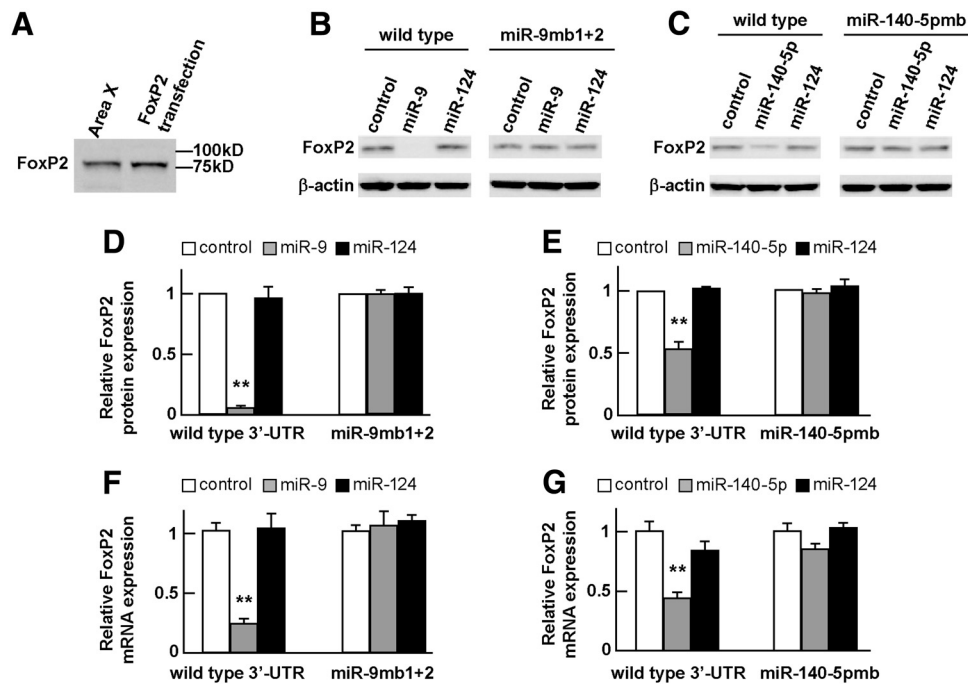 A
Area X
FoxP2
transfection
FoxP2
100kD
75kD
B
wild type
miR-9mb1+2
control
miR-9
miR-124
control
miR-9
miR-124
FoxP2
β-actin
C
wild type
miR-140-5pmb
control
miR-140-5p
miR-124
control
miR-140-5p
miR-124
FoxP2
β-actin
D
control miR-9 miR-124
Relative FoxP2
protein expression
1
0.5
0
**
wild type 3’-UTR
miR-9mb1+2
E
control miR-140-5p miR-124
Relative FoxP2
protein expression
1
0.5
0
**
wild type 3’-UTR
miR-140-5pmb
F
control miR-9 miR-124
Relative FoxP2
mRNA expression
1
0.5
0
**
wild type 3’-UTR
miR-9mb1+2
G
control miR-140-5p miR-124
Relative FoxP2
mRNA expression
1
0.5
0
**
wild type 3’-UTR
miR-140-5pmb